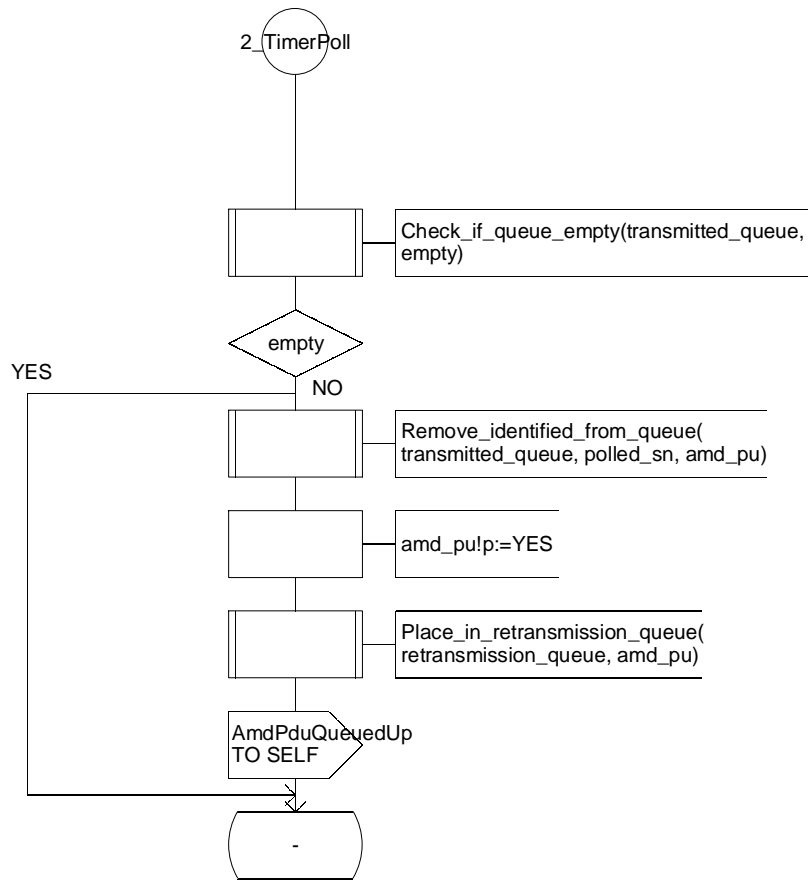 2_TimerPoll
Check_if_queue_empty(transmitted_queue,
empty)
empty
YES
NO
Remove_identified_from_queue(
transmitted_queue, polled_sn, amd_pu)
amd_pu!p:=YES
Place_in_retransmission_queue(
retransmission_queue, amd_pu)
AmdPduQueuedUp
TO SELF
-